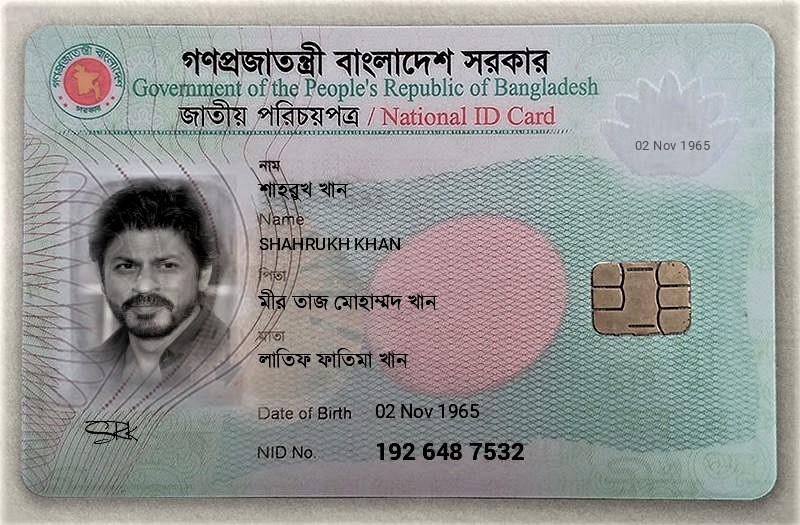 গণপ্রজাতন্ত্রী বাংলাদেশ সরকার
Government of the People's Republic of Bangladesh
জাতীয় পরিচয়পত্র / National ID Card
02 Nov 1965
নাম
শাহরুখ খান
Name
SHAHRUKH KHAN
পিতা
মীর তাজ মোহাম্মদ খান
মাতা
লাতিফ ফাতিমা খান
Date of Birth 02 Nov 1965
NID No. 192 648 7532
SRK